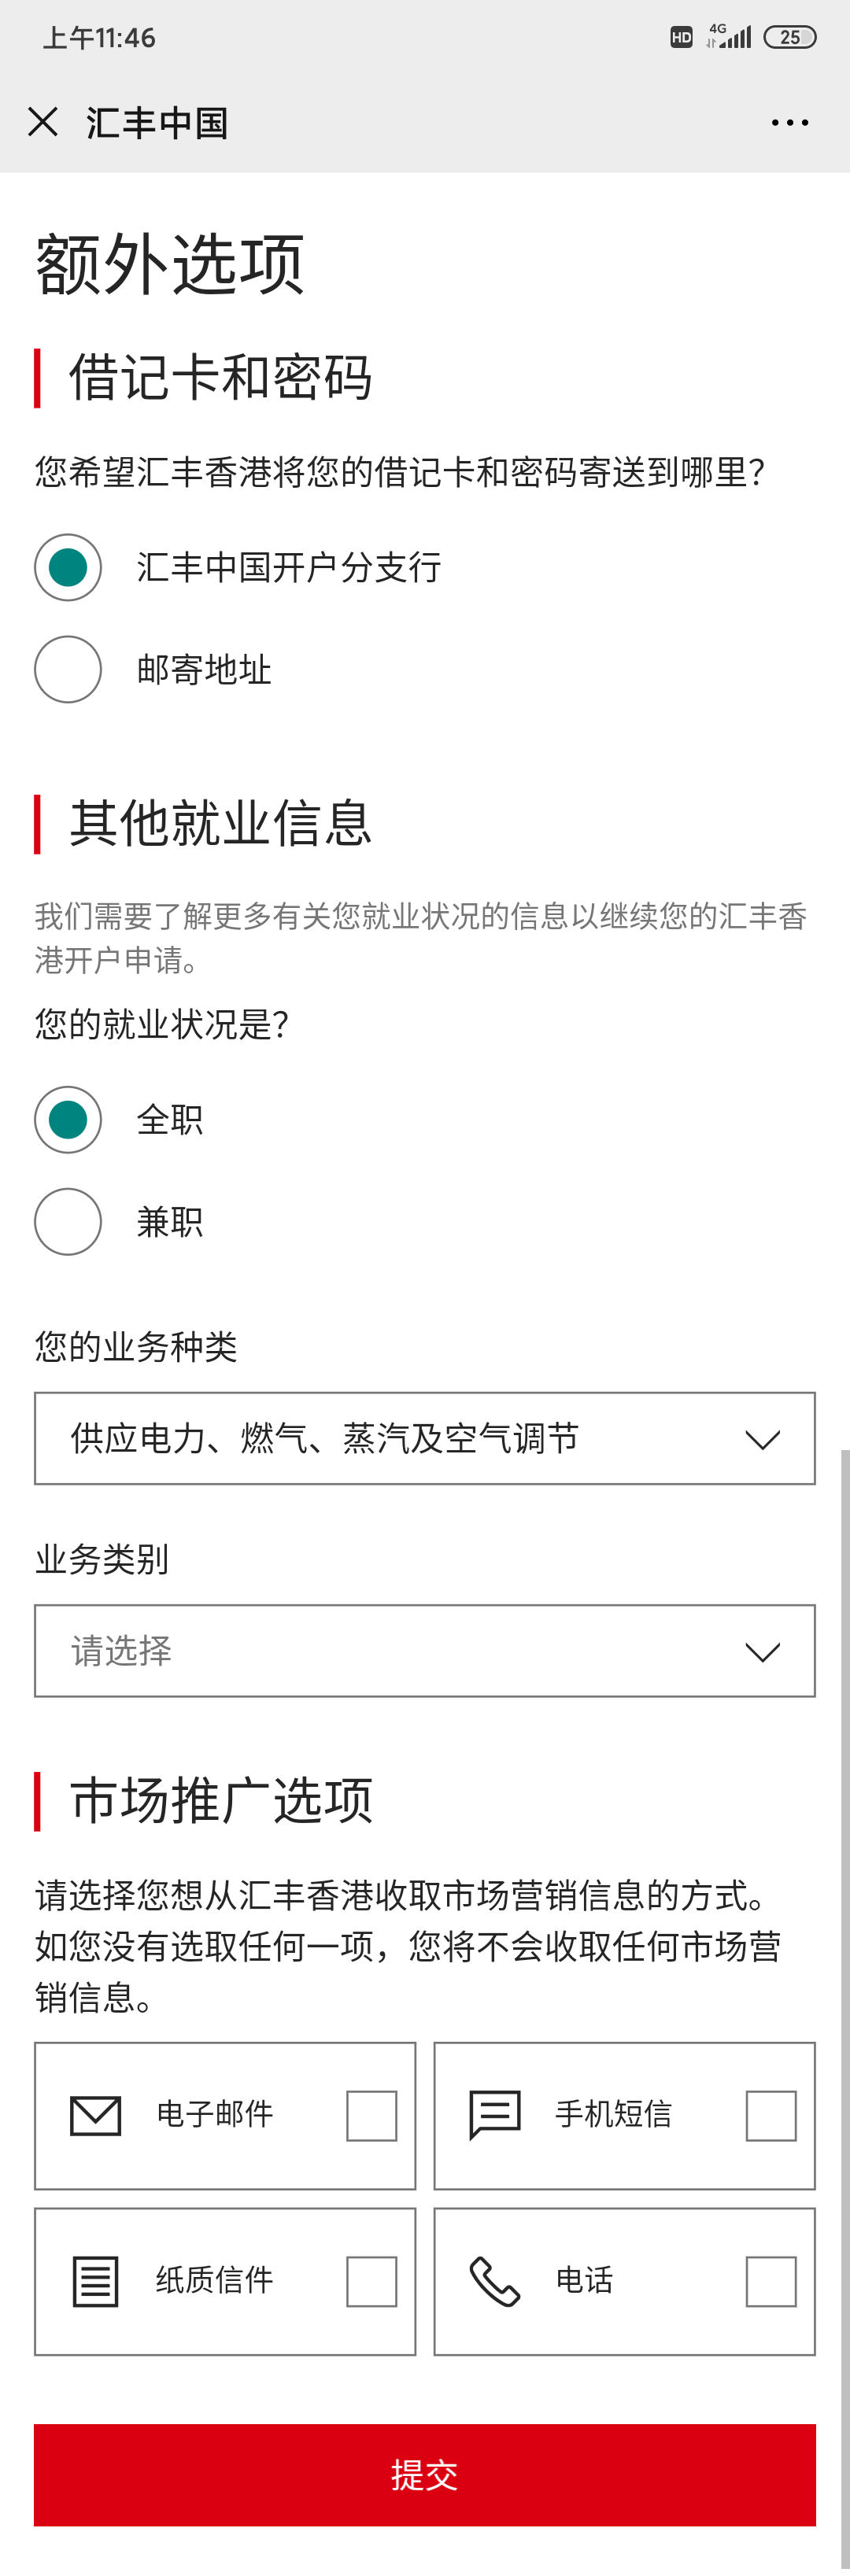 上午11:46
HD 4G 25
汇丰中国
额外选项
借记卡和密码
您希望汇丰香港将您的借记卡和密码寄送到哪里?
汇丰中国开户分支行
邮寄地址
其他就业信息
我们需要了解更多有关您就业状况的信息以继续您的汇丰香
港开户申请。
您的就业状况是?
全职
兼职
您的业务种类
供应电力、燃气、蒸汽及空气调节
业务类别
请选择
市场推广选项
请选择您想从汇丰香港收取市场营销信息的方式。
如您没有选取任何一项，您将不会收取任何市场营
销信息。
电子邮件 手机短信
纸质信件 电话
提交